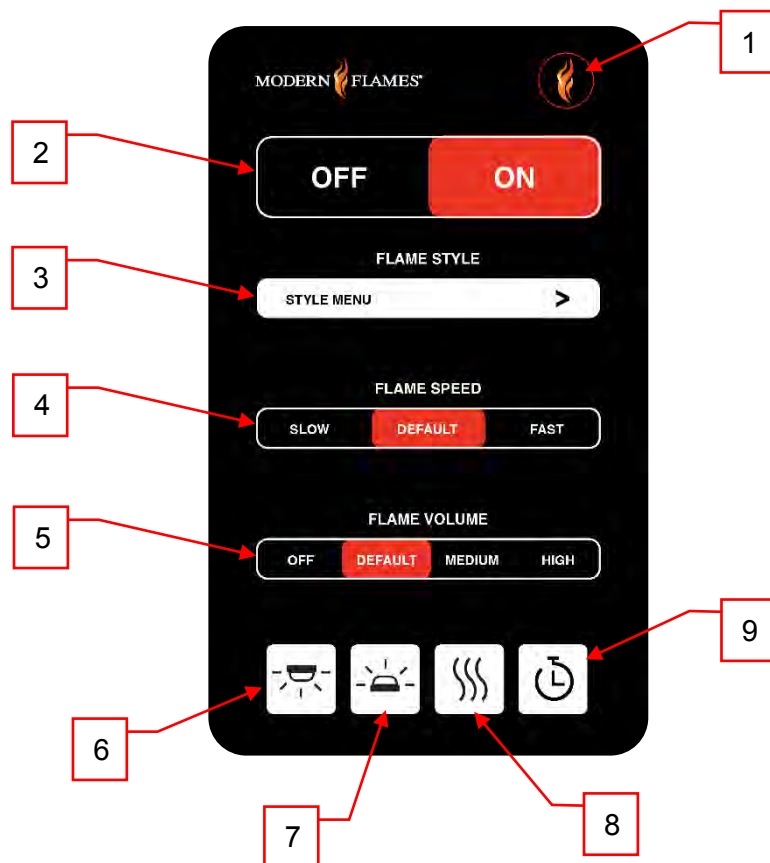 1
MODERN FLAMES®
2
OFF ON
FLAME STYLE
3
STYLE MENU >
FLAME SPEED
4
SLOW DEFAULT FAST
FLAME VOLUME
5
OFF DEFAULT MEDIUM HIGH
9
6
7
8